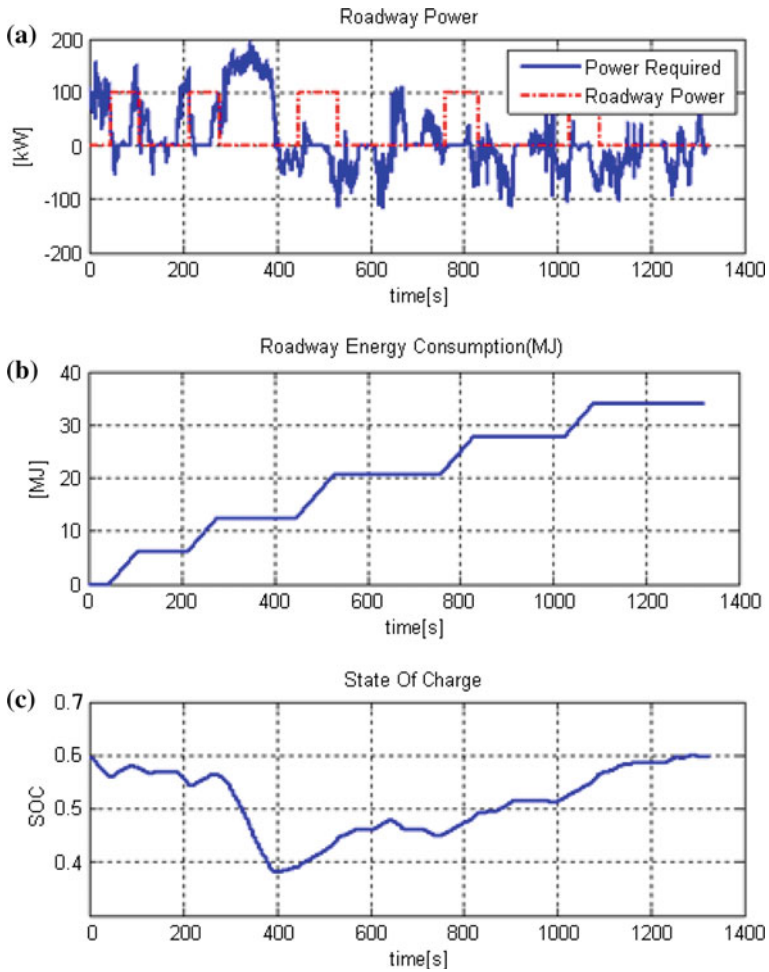 (a)
Roadway Power
200
100
0
-100
-200
[kW]
Power Required
Roadway Power
0 200 400 600 800 1000 1200 1400
time[s]
(b)
Roadway Energy Consumption(MJ)
40
30
20
10
0
[MJ]
0 200 400 600 800 1000 1200 1400
time[s]
(c)
State Of Charge
0.7
0.6
0.5
0.4
SOC
0 200 400 600 800 1000 1200 1400
time[s]